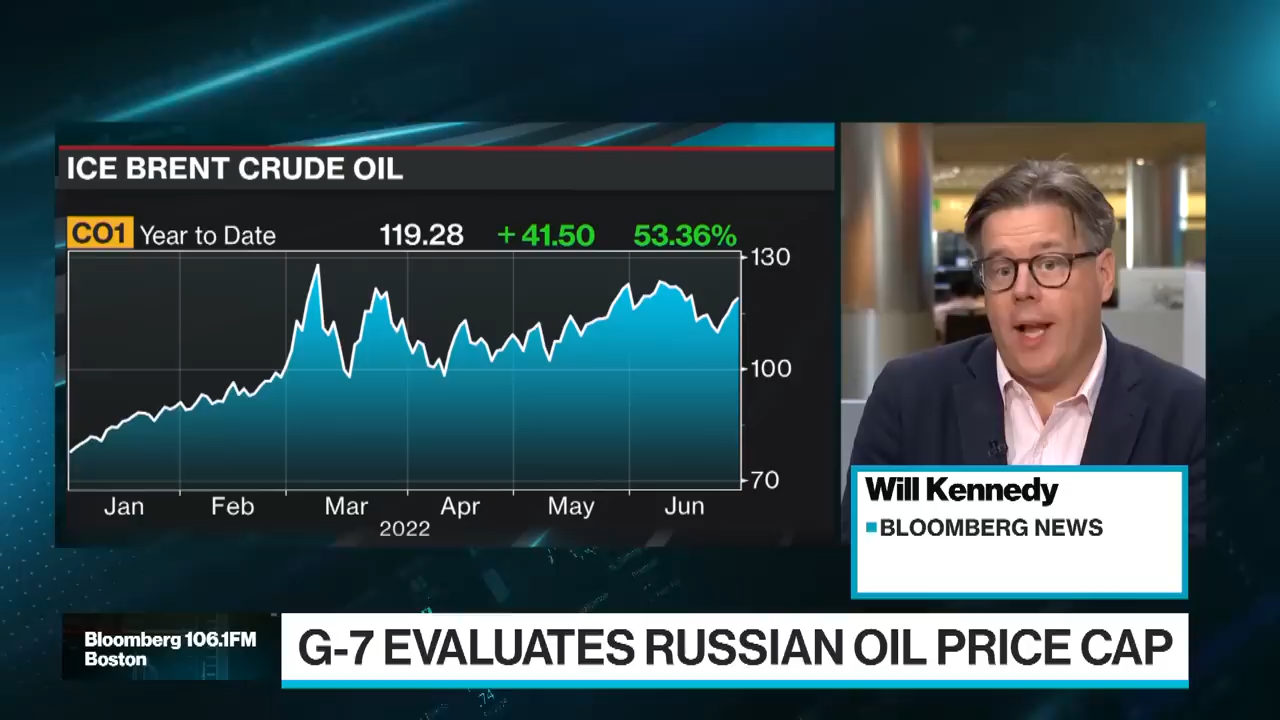 ICE BRENT CRUDE OIL
CO1 Year to Date 119.28 + 41.50 53.36%
130
100
70
Jan Feb Mar Apr May Jun
2022
Will Kennedy
BLOOMBERG NEWS
Bloomberg 106.1FM
Boston
G-7 EVALUATES RUSSIAN OIL PRICE CAP
.74